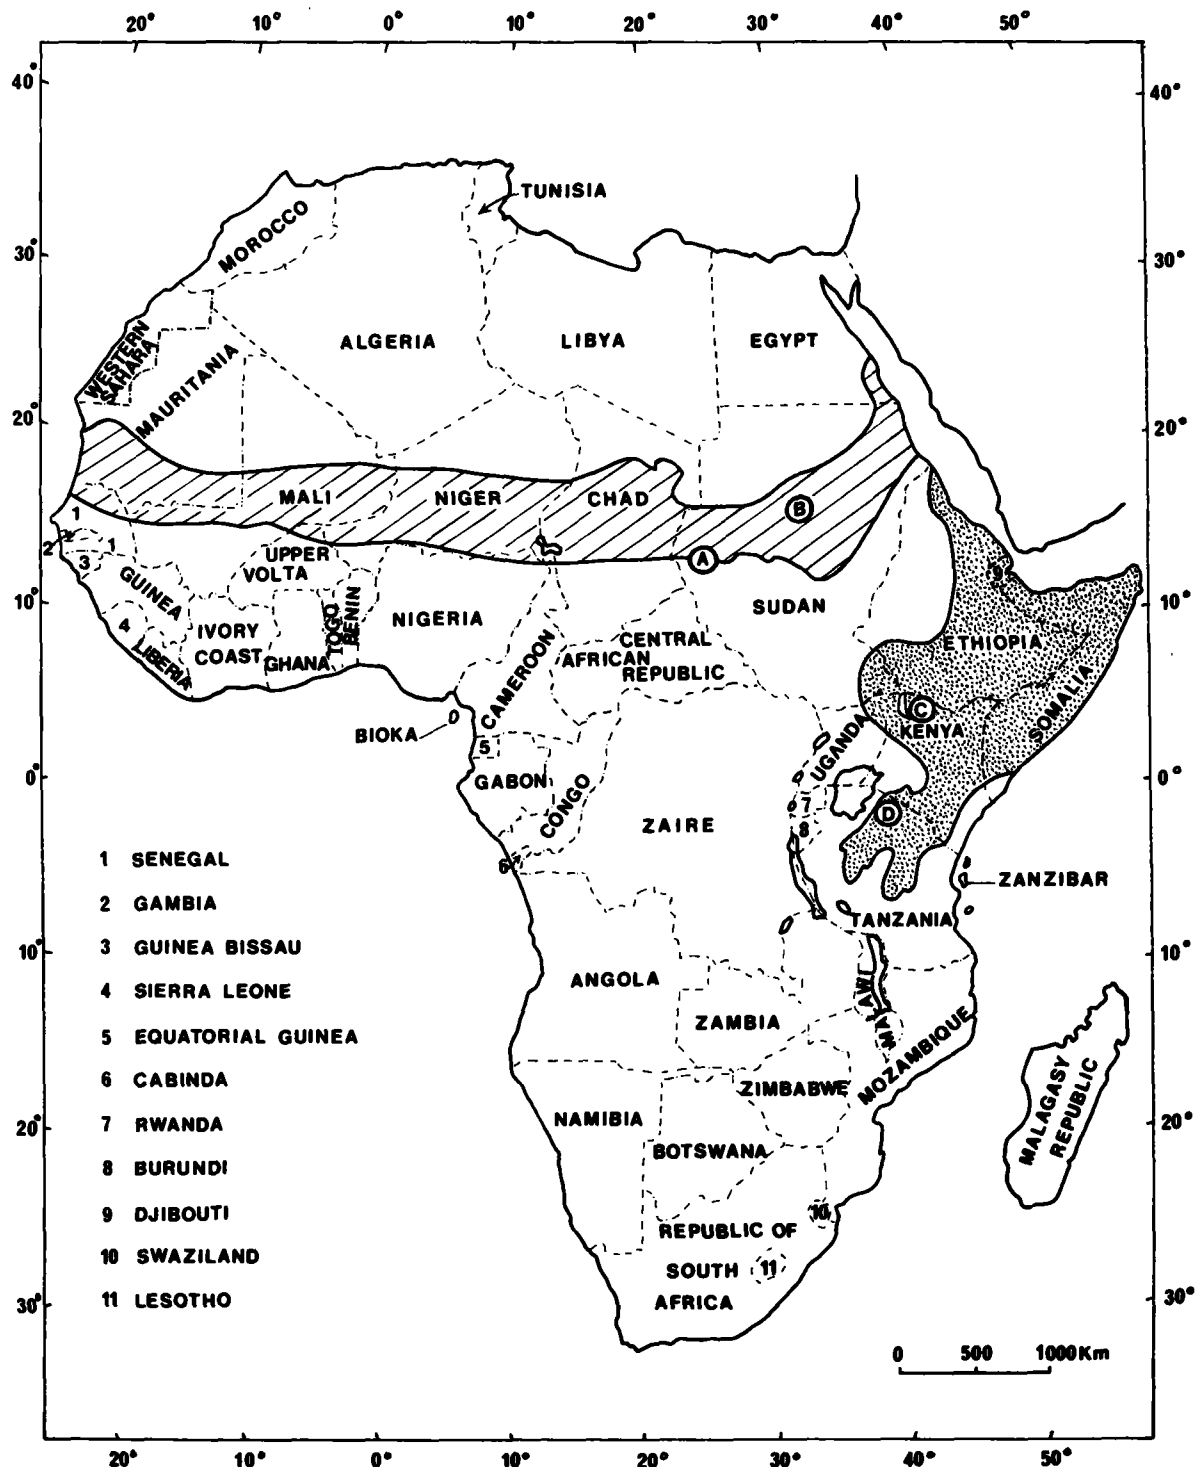 20° 10° 0° 10° 20° 30° 40° 50°
40° 40°
TUNISIA
MOROCCO
30° 30°
ALGERIA LIBYA EGYPT
WESTERN
SAHARA
MAURITANIA
20° 20°
MALI NIGER CHAD B
1
2 1 A
3
UPPER
VOLTA
9
GUINEA
10° 10°
TOGO
BENIN
NIGERIA SUDAN
4
IVORY
COAST
LIBERIA
GHANA
CENTRAL
AFRICAN
REPUBLIC
ETHIOPIA
CAMEROON
SOMALIA
C
KENYA
BIOKA
UGANDA
5
GABON
0° 0°
CONGO
7
D
ZAIRE
8
6
1 SENEGAL
ZANZIBAR
2 GAMBIA
TANZANIA
3 GUINEA BISSAU
10° 10°
4 SIERRA LEONE
ANGOLA
MALAWI
ZAMBIA
5 EQUATORIAL GUINEA
MOZAMBIQUE
6 CABINDA
ZIMBABWE
MALAGASY
REPUBLIC
7 RWANDA
NAMIBIA
20° 20°
BOTSWANA
8 BURUNDI
9 DJIBOUTI
10
REPUBLIC OF
10 SWAZILAND
SOUTH 11
11 LESOTHO
AFRICA
30° 30°
0 500 1000Km
20° 0° 10° 20° 30° 40° 50°